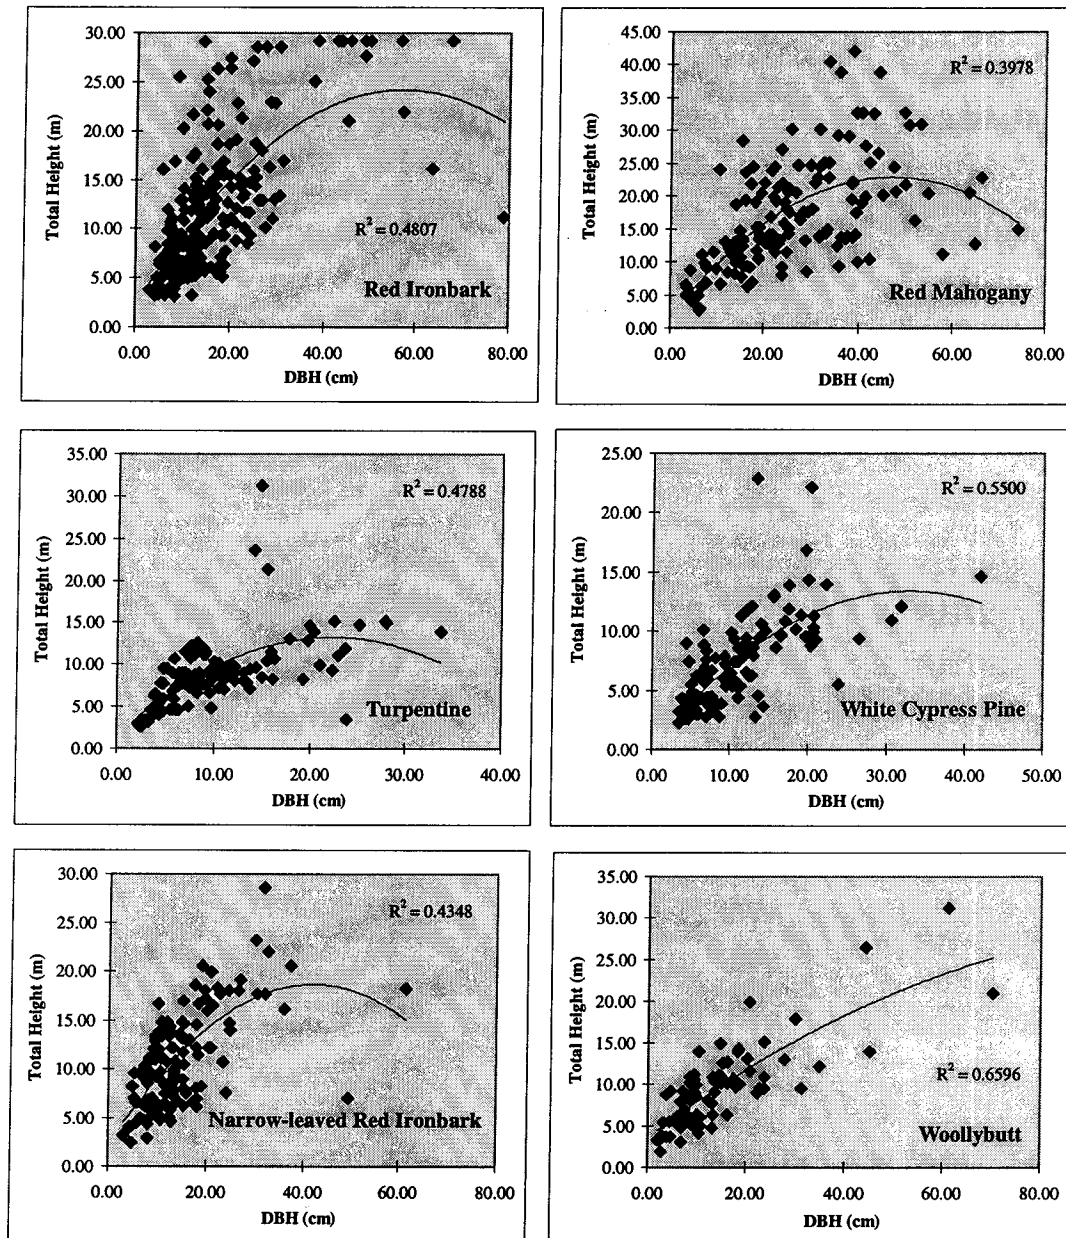 30.00
25.00
20.00
15.00
10.00
5.00
0.00
Total Height (m)
R² = 0.4807
Red Ironbark
0.00 20.00 40.00 60.00 80.00
DBH (cm)
45.00
40.00
35.00
30.00
25.00
20.00
15.00
10.00
5.00
0.00
Total Height (m)
R² = 0.3978
Red Mahogany
0.00 20.00 40.00 60.00 80.00
DBH (cm)
35.00
30.00
25.00
20.00
15.00
10.00
5.00
0.00
Total Height (m)
R² = 0.4788
Turpentine
0.00 10.00 20.00 30.00 40.00
DBH (cm)
25.00
20.00
15.00
10.00
5.00
0.00
Total Height (m)
R² = 0.5500
White Cypress Pine
0.00 10.00 20.00 30.00 40.00 50.00
DBH (cm)
30.00
25.00
20.00
15.00
10.00
5.00
0.00
Total Height (m)
R² = 0.4348
Narrow-leaved Red Ironbark
0.00 20.00 40.00 60.00 80.00
DBH (cm)
35.00
30.00
25.00
20.00
15.00
10.00
5.00
0.00
Total Height (m)
R² = 0.6596
Woollybutt
0.00 20.00 40.00 60.00 80.00
DBH (cm)